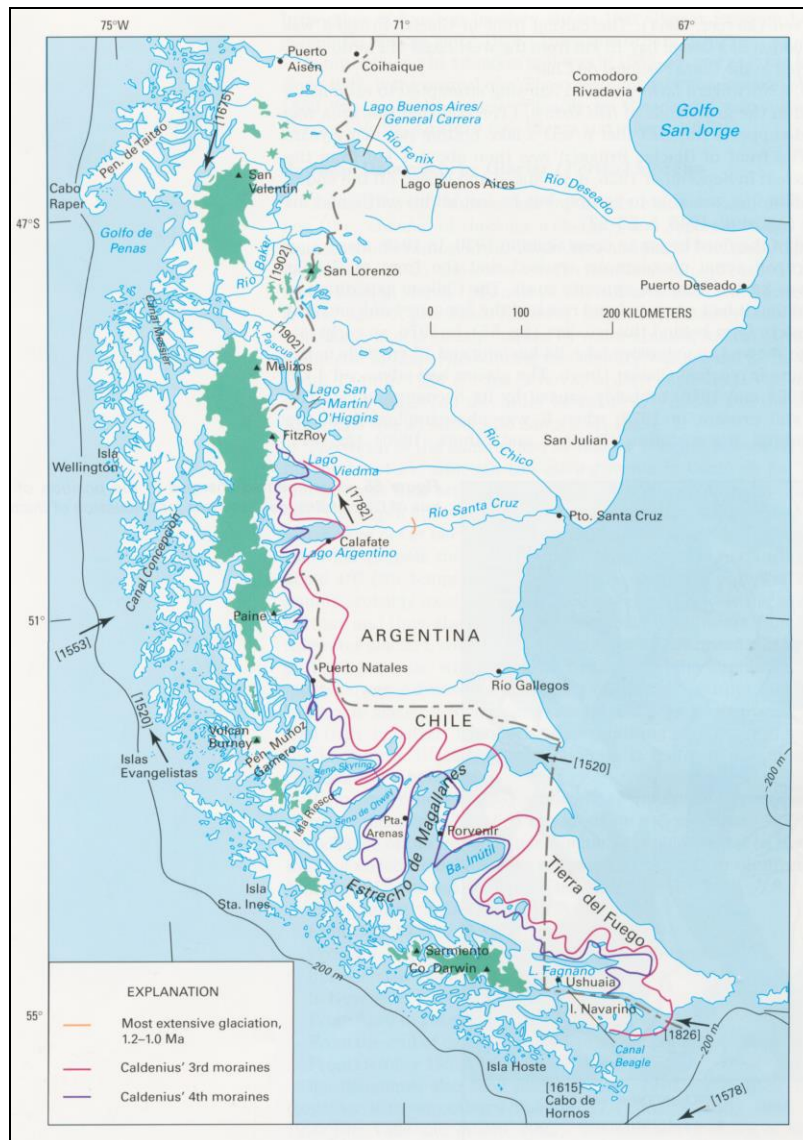 75°W
71°
67°
Puerto
Aisén
Coihaique
Comodoro
Rivadavia
Golfo
San Jorge
Lago Buenos Aires/
General Carrera
[1675]
Pen. de Taitao
Rio Fenix
San
Valentin
Lago Buenos Aires
Rio Deseado
Cabo
Raper
47°S
Golfo de
Penas
Rio Baker
[1902]
San Lorenzo
Puerto Deseado
0 100 200 KILOMETERS
Canal Messier
R. Pascua
[1902]
Melizos
Lago San
Martin/
O'Higgins
FitzRoy
Rio Chico
San Julian
Isla
Wellington
Lago
Viedma
[1782]
Rio Santa Cruz
Pto. Santa Cruz
Calafate
Lago Argentino
Canal Concepcion
51°
Paine
[1553]
ARGENTINA
Puerto Natales
Río Gallegos
[1520]
CHILE
Volcan
Burney
Pen. Muñoz
Gamero
Islas
Evangelistas
Seno Skyring
[1520]
200 m
Isla Riesco
Seno de Otway
Pta.
Arenas
Porvenir
Estrecho de Magallanes
Ba. Inútil
Tierra del Fuego
Isla
Sta. Ines
Sarmiento
Co. Darwin
L. Fagnano
Ushuaia
200 m
I. Navarino
55°
[1826]
200 m
Canal
Beagle
Isla Hoste
[1615]
Cabo de
Hornos
[1578]
EXPLANATION
Most extensive glaciation,
1.2–1.0 Ma
Caldenius' 3rd moraines
Caldenius' 4th moraines